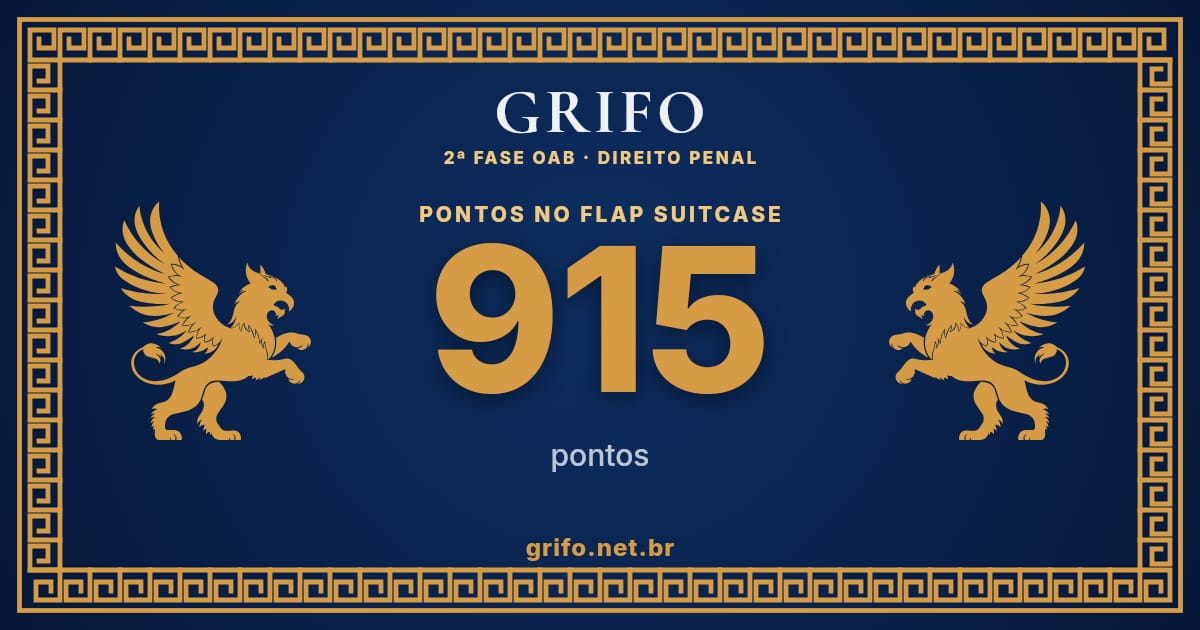 GRIFO
2ª FASE OAB · DIREITO PENAL
PONTOS NO FLAP SUITCASE
915
pontos
grifo.net.br